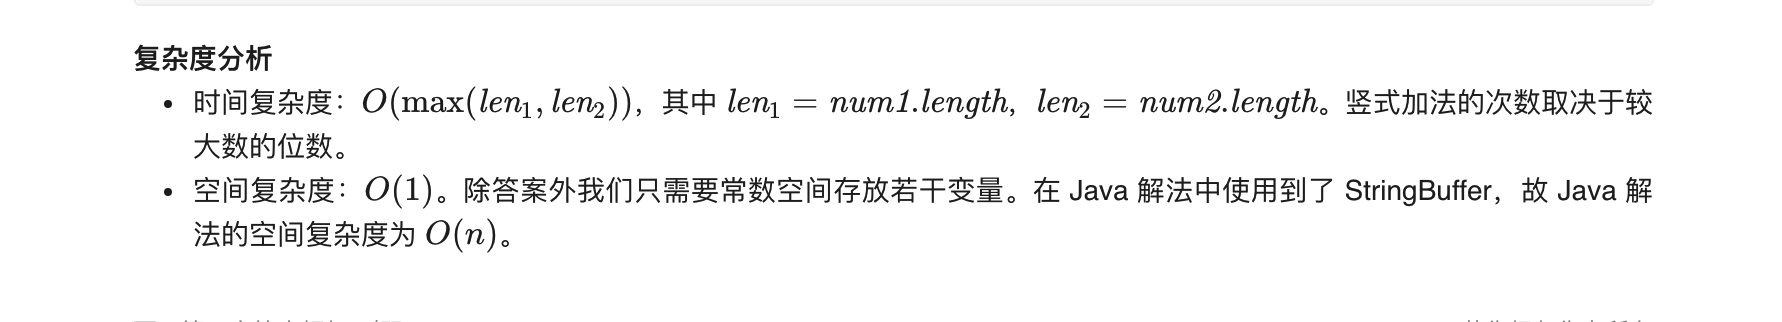 复杂度分析
• 时间复杂度：O(max(len₁, len₂))，其中 len₁ = num1.length，len₂ = num2.length。竖式加法的次数取决于较
大数的位数。
• 空间复杂度：O(1)。除答案外我们只需要常数空间存放若干变量。在 Java 解法中使用到了 StringBuffer，故 Java 解
法的空间复杂度为 O(n)。